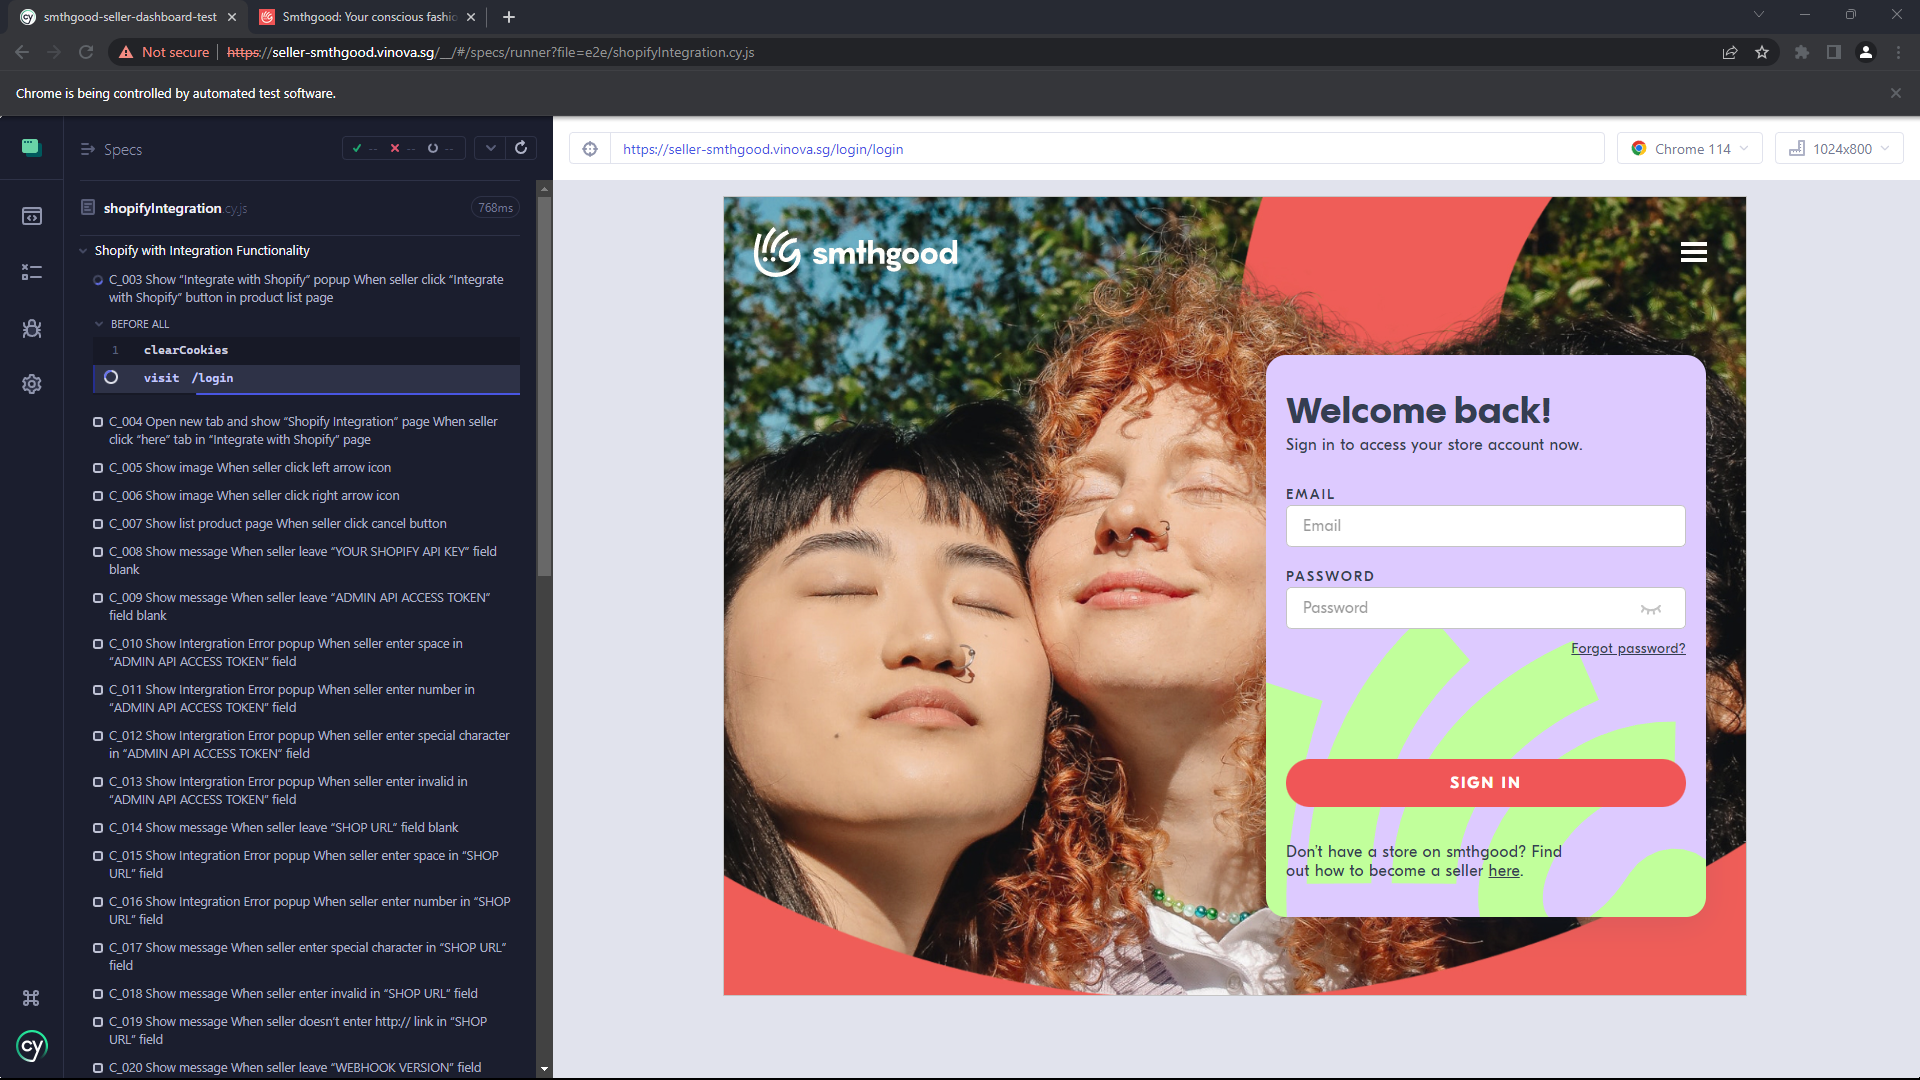 smthgood-seller-dashboard-test
Smthgood: Your conscious fashio
Not secure
https://seller-smthgood.vinova.sg/__/#/specs/runner?file=e2e/shopifyIntegration.cy.js
Chrome is being controlled by automated test software.
Specs
--
--
--
https://seller-smthgood.vinova.sg/login/login
Chrome 114
1024x800
shopifyIntegration.cy.js
768ms
Shopify with Integration Functionality
C_003 Show “Integrate with Shopify” popup When seller click “Integrate
with Shopify” button in product list page
BEFORE ALL
1 clearCookies
visit /login
C_004 Open new tab and show “Shopify Integration” page When seller
click “here” tab in “Integrate with Shopify” page
C_005 Show image When seller click left arrow icon
C_006 Show image When seller click right arrow icon
C_007 Show list product page When seller click cancel button
C_008 Show message When seller leave “YOUR SHOPIFY API KEY” field
blank
C_009 Show message When seller leave “ADMIN API ACCESS TOKEN”
field blank
C_010 Show Intergration Error popup When seller enter space in
“ADMIN API ACCESS TOKEN” field
C_011 Show Intergration Error popup When seller enter number in
“ADMIN API ACCESS TOKEN” field
C_012 Show Intergration Error popup When seller enter special character
in “ADMIN API ACCESS TOKEN” field
C_013 Show Intergration Error popup When seller enter invalid in
“ADMIN API ACCESS TOKEN” field
C_014 Show message When seller leave “SHOP URL” field blank
C_015 Show Integration Error popup When seller enter space in “SHOP
URL” field
C_016 Show Integration Error popup When seller enter number in “SHOP
URL” field
C_017 Show message When seller enter special character in “SHOP URL”
field
C_018 Show message When seller enter invalid in “SHOP URL” field
C_019 Show message When seller doesn’t enter http:// link in “SHOP
URL” field
C_020 Show message When seller leave “WEBHOOK VERSION” field
cy
smthgood
Welcome back!
Sign in to access your store account now.
EMAIL
Email
PASSWORD
Password
Forgot password?
SIGN IN
Don’t have a store on smthgood? Find
out how to become a seller here.